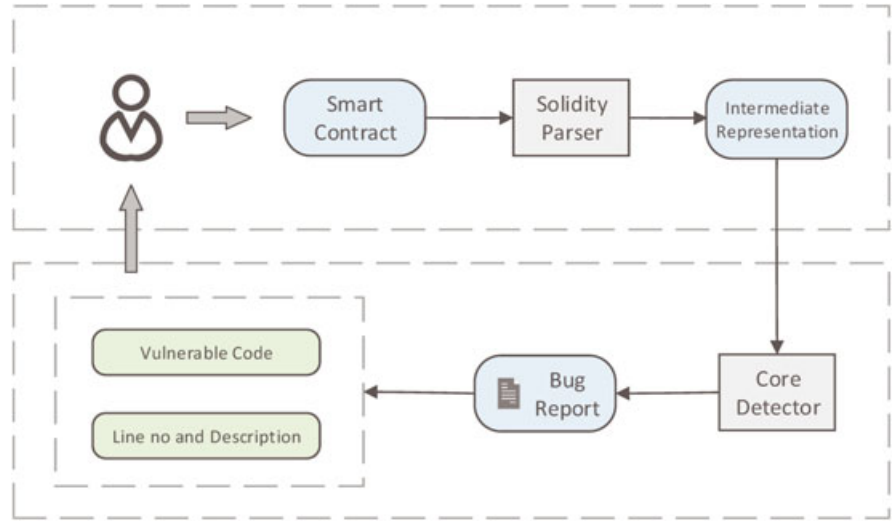 Smart
Contract
Solidity
Parser
Intermediate
Representation
Vulnerable Code
Line no and Description
Bug
Report
Core
Detector